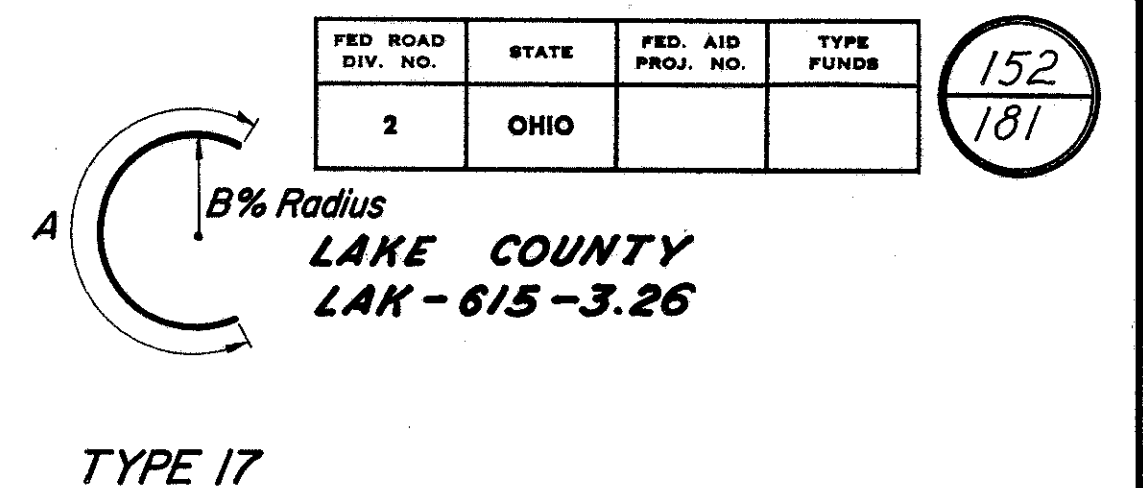 FED ROAD DIV. NO. STATE FED. AID PROJ. NO. TYPE FUNDS
2 OHIO
152
181
A
B% Radius
LAKE COUNTY
LAK-615-3.26
TYPE 17